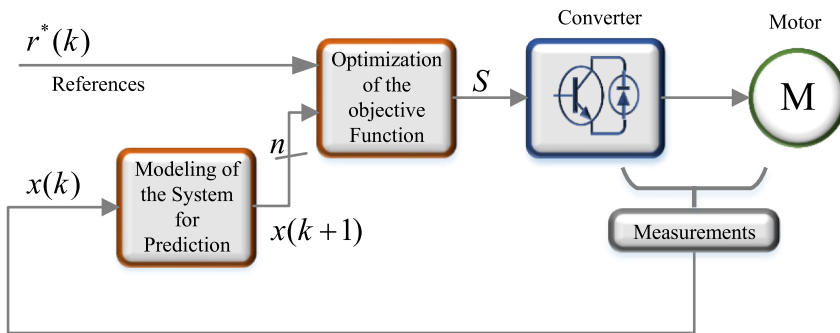 Converter
Motor
r*(k)
References
Optimization
of the
objective
Function
S
M
n
x(k)
Modeling of
the System
for
Prediction
x(k+1)
Measurements